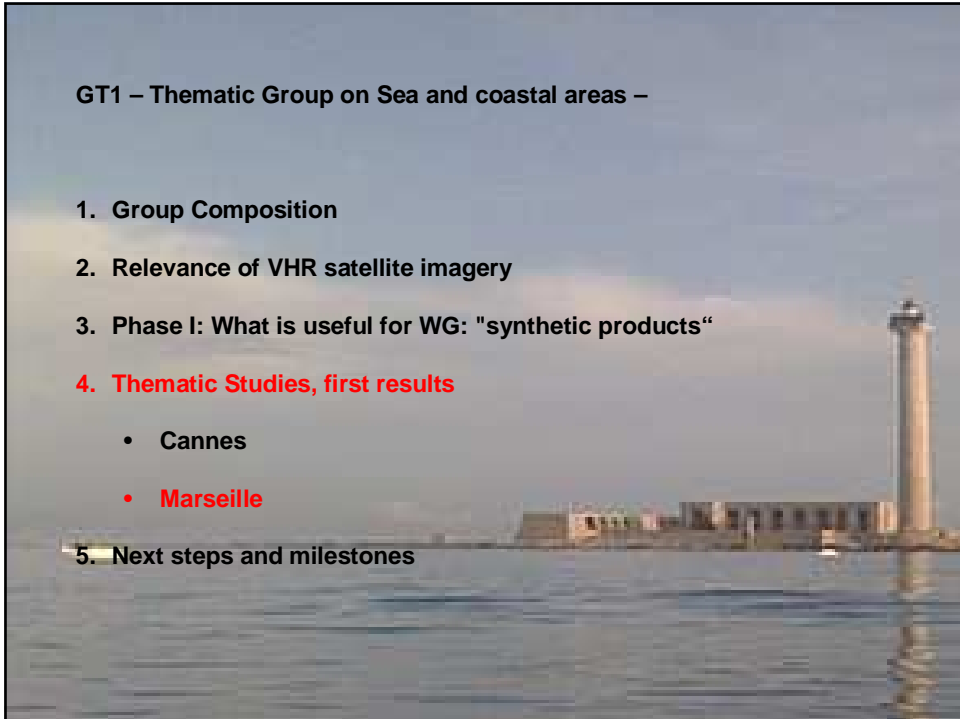 GT1 – Thematic Group on Sea and coastal areas –
1. Group Composition
2. Relevance of VHR satellite imagery
3. Phase I: What is useful for WG: "synthetic products“
4. Thematic Studies, first results
• Cannes
• Marseille
5. Next steps and milestones